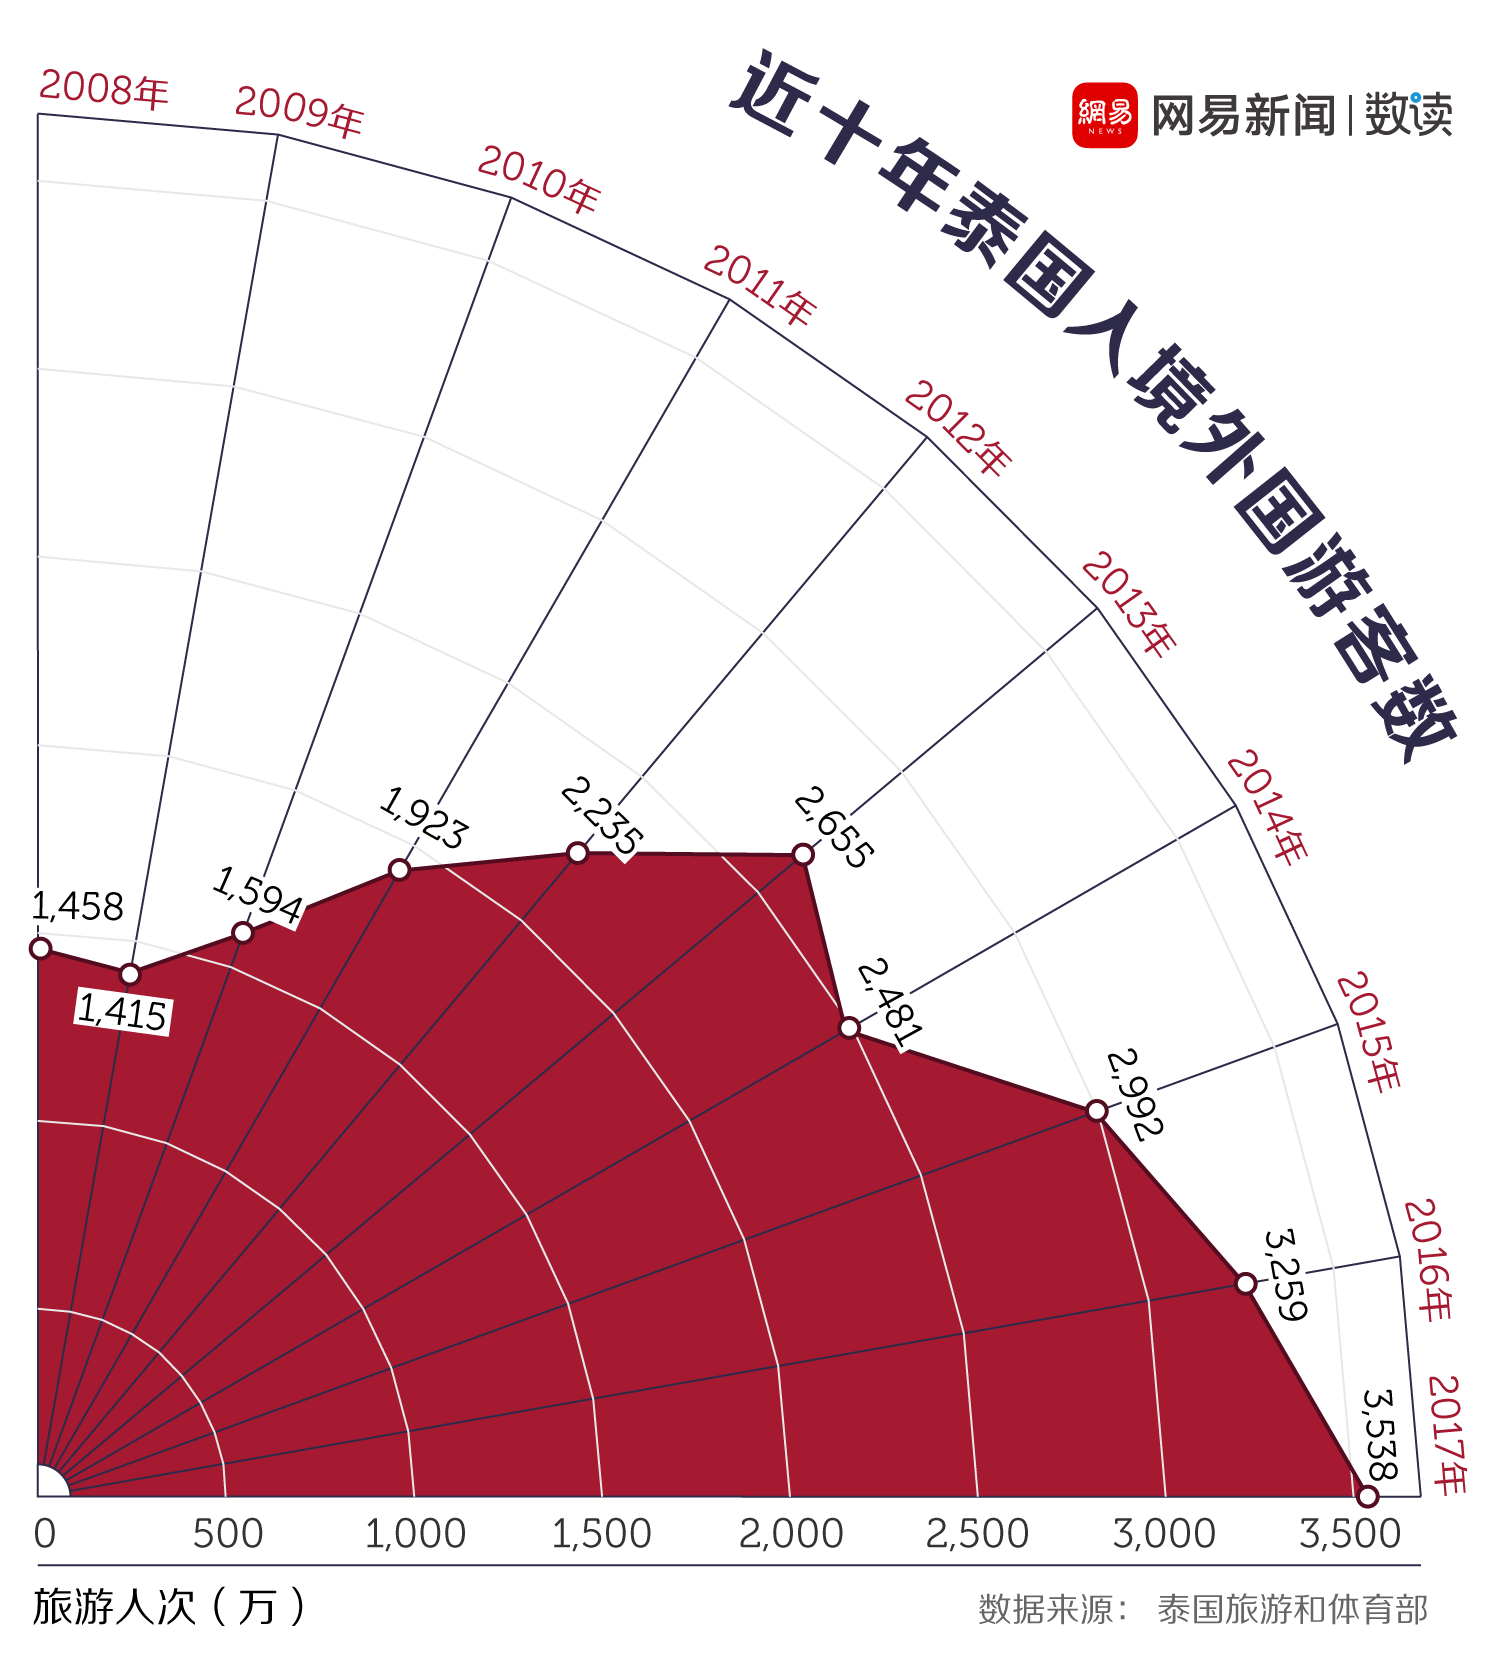 近十年泰国人境外国游客数
網易
NEWS
网易新闻 | 数读
2008年
2009年
2010年
2011年
2012年
2013年
2014年
2015年
2016年
2017年
1,458
1,415
1,594
1,923
2,235
2,655
2,481
2,992
3,259
3,538
0 500 1,000 1,500 2,000 2,500 3,000 3,500
旅游人次（万）
数据来源： 泰国旅游和体育部